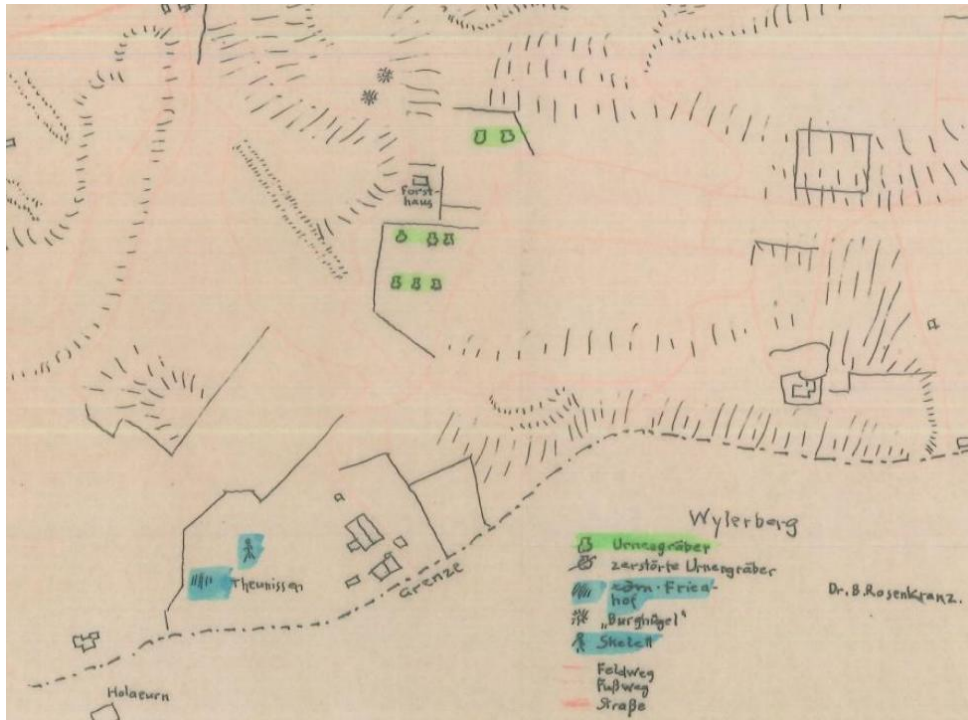 Forst-
haus
Theunissen
Grenze
Holaeurn
Wylerberg
Urnengräber
zerstörte Urnengräber
röm. Fried-
hof
„Burghügel"
Skelett
Feldweg
Fußweg
Straße
Dr. B. Rosenkranz.